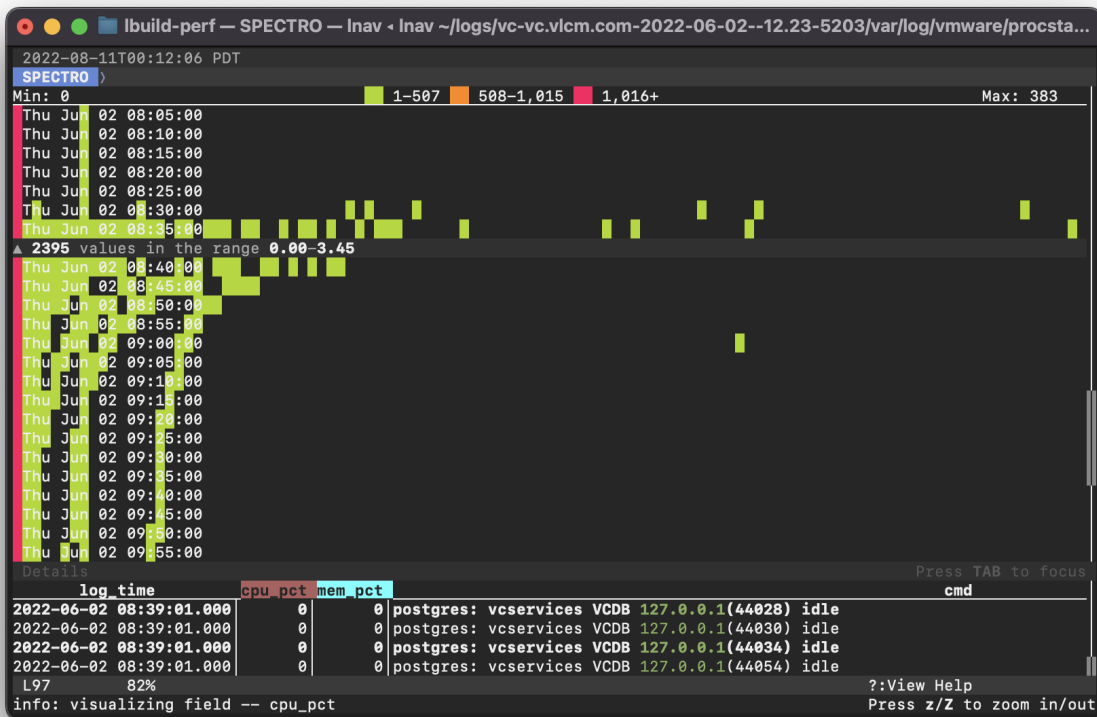 lbuild-perf — SPECTRO — lnav ◂ lnav ~/logs/vc-vc.vlcm.com-2022-06-02--12.23-5203/var/log/vmware/procsta...
2022-08-11T00:12:06 PDT
SPECTRO ❭
Min: 0 1-507 508-1,015 1,016+ Max: 383
Thu Jun 02 08:05:00
Thu Jun 02 08:10:00
Thu Jun 02 08:15:00
Thu Jun 02 08:20:00
Thu Jun 02 08:25:00
Thu Jun 02 08:30:00
Thu Jun 02 08:35:00
▲ 2395 values in the range 0.00-3.45
Thu Jun 02 08:40:00
Thu Jun 02 08:45:00
Thu Jun 02 08:50:00
Thu Jun 02 08:55:00
Thu Jun 02 09:00:00
Thu Jun 02 09:05:00
Thu Jun 02 09:10:00
Thu Jun 02 09:15:00
Thu Jun 02 09:20:00
Thu Jun 02 09:25:00
Thu Jun 02 09:30:00
Thu Jun 02 09:35:00
Thu Jun 02 09:40:00
Thu Jun 02 09:45:00
Thu Jun 02 09:50:00
Thu Jun 02 09:55:00
Details Press TAB to focus
log_time cpu_pct mem_pct cmd
2022-06-02 08:39:01.000 0 0 postgres: vcservices VCDB 127.0.0.1(44028) idle
2022-06-02 08:39:01.000 0 0 postgres: vcservices VCDB 127.0.0.1(44030) idle
2022-06-02 08:39:01.000 0 0 postgres: vcservices VCDB 127.0.0.1(44034) idle
2022-06-02 08:39:01.000 0 0 postgres: vcservices VCDB 127.0.0.1(44054) idle
L97 82% ?:View Help
info: visualizing field -- cpu_pct Press z/Z to zoom in/out